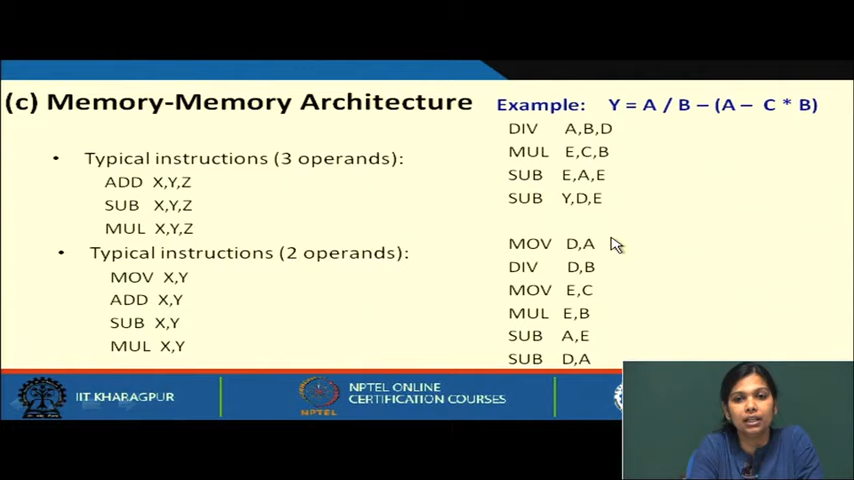 (c) Memory-Memory Architecture
• Typical instructions (3 operands):
ADD X,Y,Z
SUB X,Y,Z
MUL X,Y,Z
• Typical instructions (2 operands):
MOV X,Y
ADD X,Y
SUB X,Y
MUL X,Y
Example: Y = A / B – (A – C * B)
DIV A,B,D
MUL E,C,B
SUB E,A,E
SUB Y,D,E
MOV D,A
DIV D,B
MOV E,C
MUL E,B
SUB A,E
SUB D,A
IIT KHARAGPUR
NPTEL
NPTEL ONLINE
CERTIFICATION COURSES